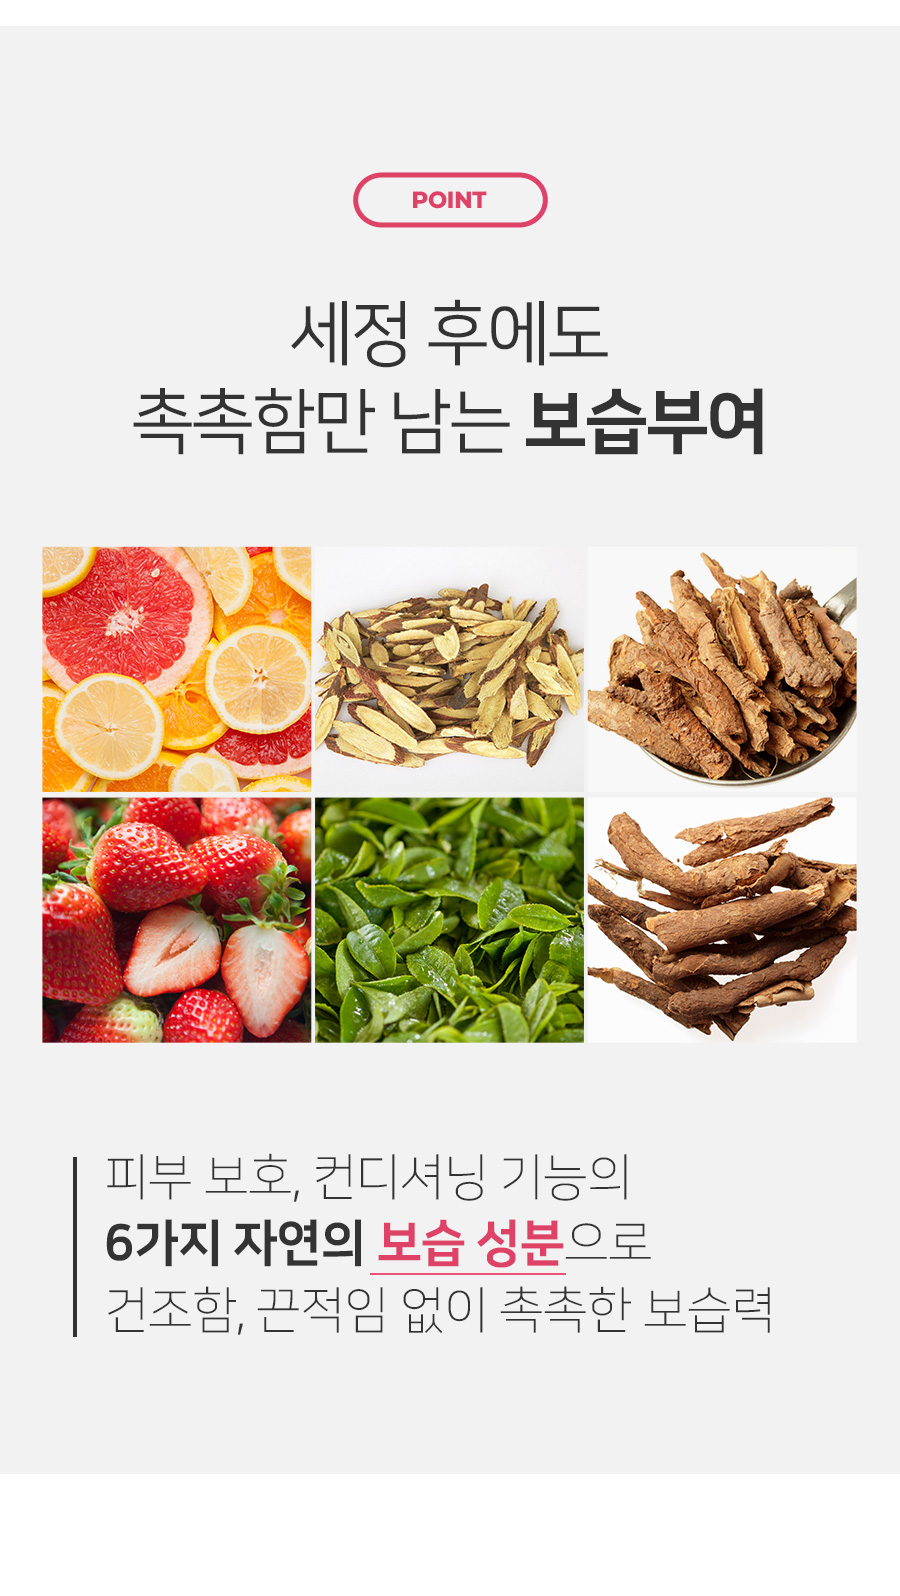 POINT
세정 후에도
촉촉함만 남는 보습부여
피부 보호, 컨디셔닝 기능의
6가지 자연의 보습 성분으로
건조함, 끈적임 없이 촉촉한 보습력